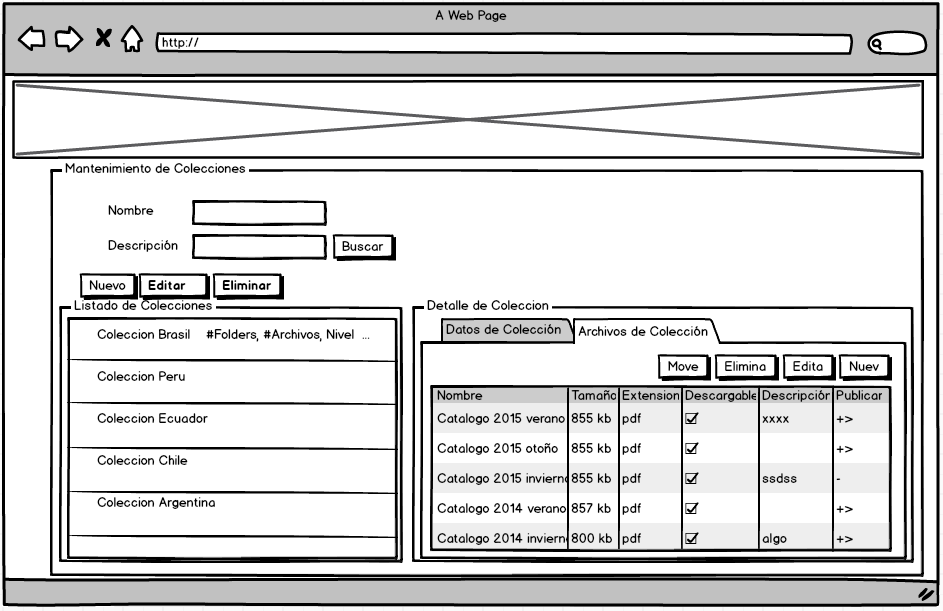 A Web Page
http://
Mantenimiento de Colecciones
Nombre
Descripción
Buscar
Nuevo Editar Eliminar
Listado de Colecciones
Coleccion Brasil #Folders, #Archivos, Nivel ...
Coleccion Peru
Coleccion Ecuador
Coleccion Chile
Coleccion Argentina
Detalle de Coleccion
Datos de Colección Archivos de Colección
Move Elimina Edita Nuev
Nombre Tamaño Extension Descargable Descripción Publicar
Catalogo 2015 verano 855 kb pdf xxxx +>
Catalogo 2015 otoño 855 kb pdf +>
Catalogo 2015 inviern 855 kb pdf ssdss -
Catalogo 2014 verano 857 kb pdf +>
Catalogo 2014 inviern 800 kb pdf algo +>